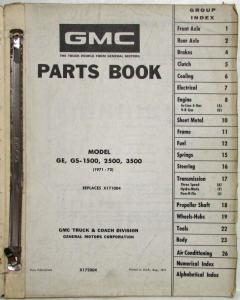 GMC
THE TRUCK PEOPLE FROM GENERAL MOTORS
PARTS BOOK
MODEL
GE, GS-1500, 2500, 3500
(1971 - 72)
REPLACES X171004
GMC TRUCK & COACH DIVISION
GENERAL MOTORS CORPORATION
GROUP
INDEX
Front Axle 1
Rear Axle 2
Brakes 4
Clutch 5
Cooling 6
Electrical 7
Engine 8
Sheet Metal 10
Frame 11
Fuel 12
Springs 15
Steering 16
Transmission 17
Propeller Shaft 18
Wheels-Hubs 19
Tools 22
Body 23
Air Conditioning 26
Numerical Index
Alphabetical Index